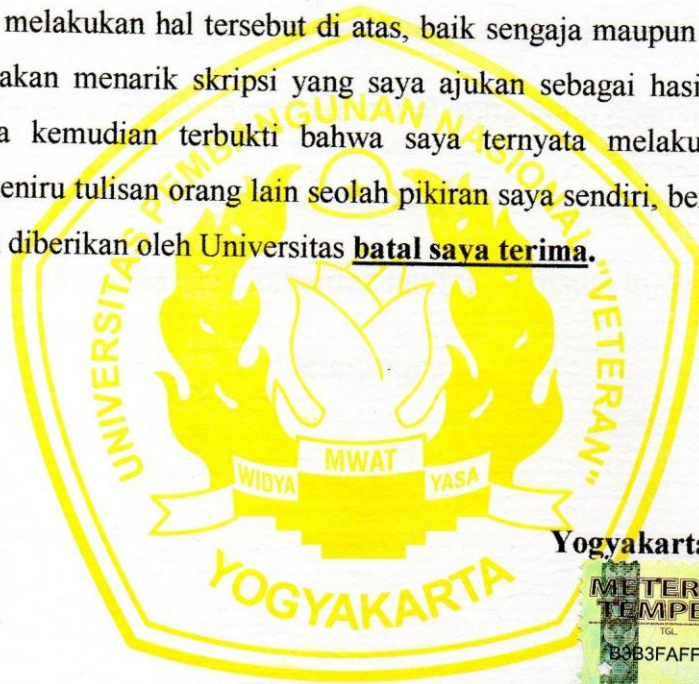 melakukan hal tersebut di atas, baik sengaja maupun
akan menarik skripsi yang saya ajukan sebagai hasi
a kemudian terbukti bahwa saya ternyata melaku
eniru tulisan orang lain seolah pikiran saya sendiri, be
diberikan oleh Universitas batal saya terima.
UNIVERSITAS PEMBANGUNAN NASIONAL "VETERAN"
WIDYA MWAT YASA
YOGYAKARTA
Yogyakarta
METER
TEMPE
TGL.
B3B3FAFF